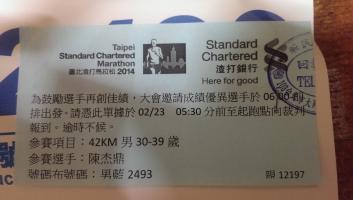 Taipei
Standard Chartered
Marathon
臺北渣打馬拉松 2014
Standard
Chartered
渣打銀行
Here for good
為鼓勵選手再創佳績，大會邀請成績優異選手於 06:00 前
排出發。請憑此單據於 02/23 05:30 分前至起跑點向裁判
報到。逾時不候。
參賽項目：42KM 男 30-39 歲
參賽選手：陳杰鼎
號碼布號碼：男藍 2493
12197